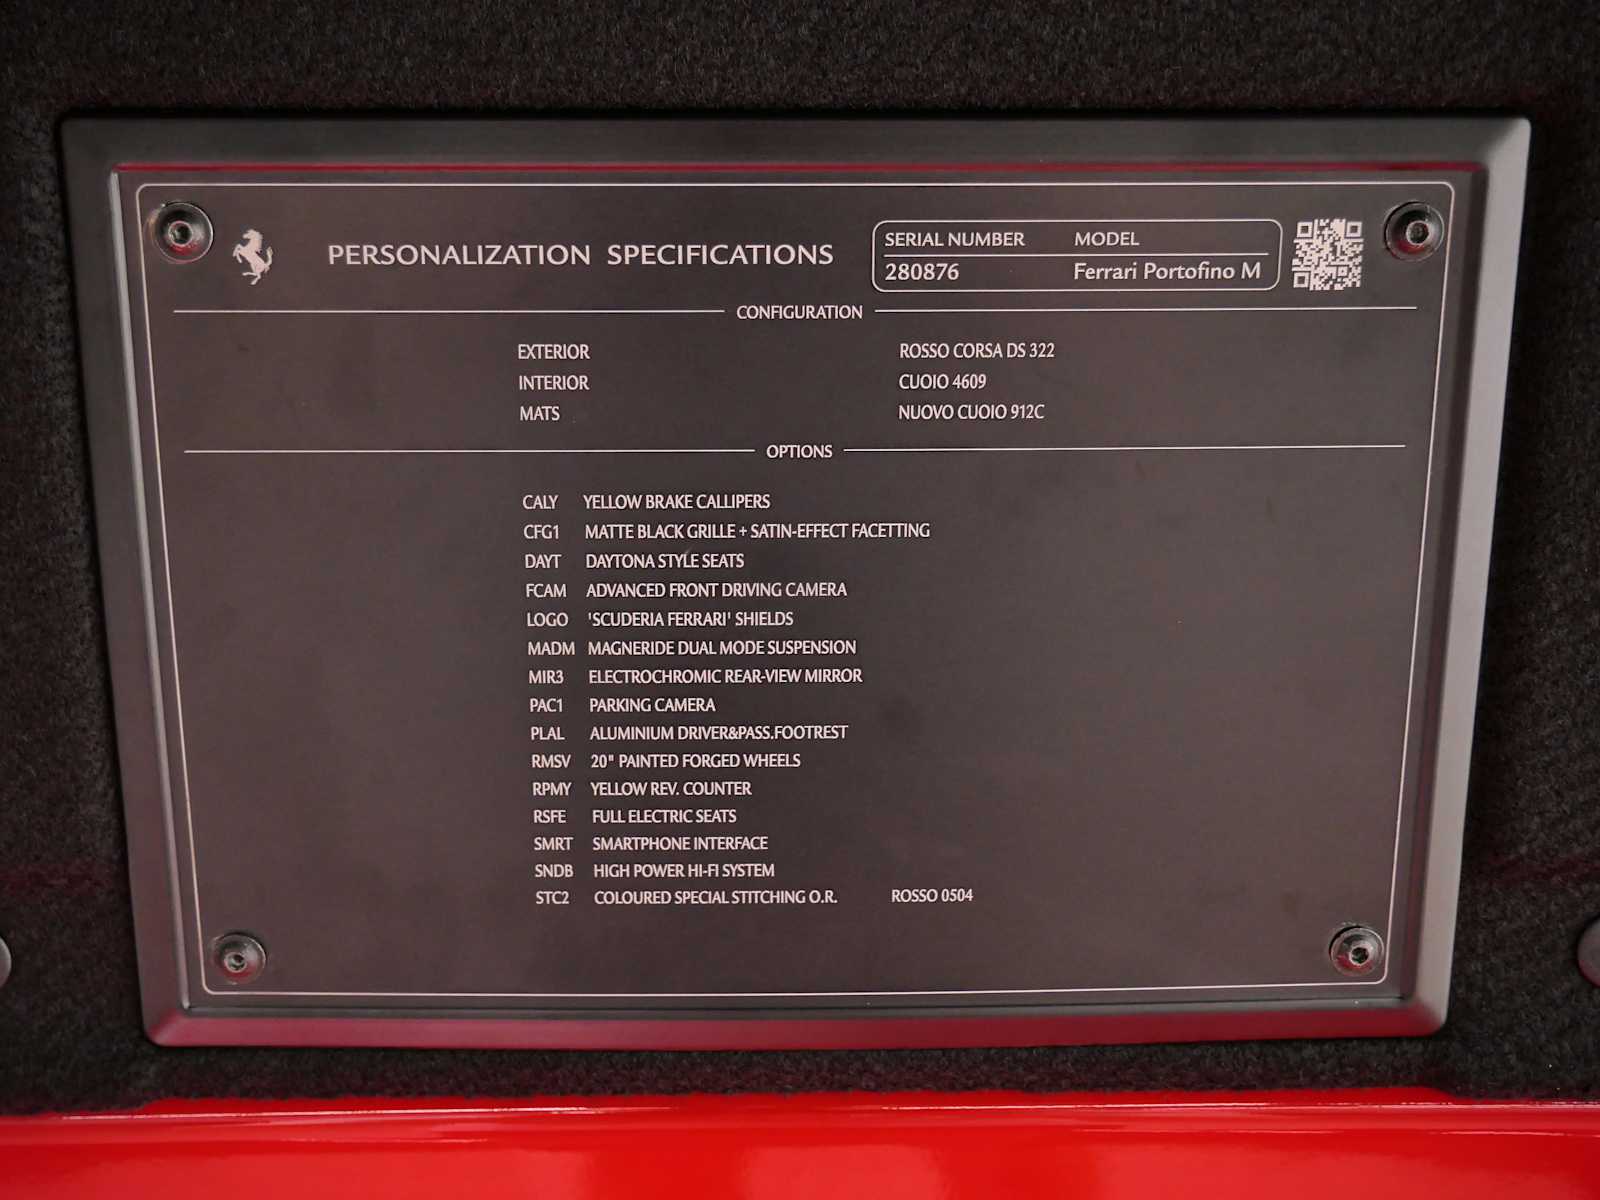 PERSONALIZATION SPECIFICATIONS
SERIAL NUMBER MODEL
280876 Ferrari Portofino M
CONFIGURATION
EXTERIOR ROSSO CORSA DS 322
INTERIOR CUOIO 4609
MATS NUOVO CUOIO 912C
OPTIONS
CALY YELLOW BRAKE CALLIPERS
CFG1 MATTE BLACK GRILLE + SATIN-EFFECT FACETTING
DAYT DAYTONA STYLE SEATS
FCAM ADVANCED FRONT DRIVING CAMERA
LOGO 'SCUDERIA FERRARI' SHIELDS
MADM MAGNERIDE DUAL MODE SUSPENSION
MIR3 ELECTROCHROMIC REAR-VIEW MIRROR
PAC1 PARKING CAMERA
PLAL ALUMINIUM DRIVER&PASS.FOOTREST
RMSV 20" PAINTED FORGED WHEELS
RPMY YELLOW REV. COUNTER
RSFE FULL ELECTRIC SEATS
SMRT SMARTPHONE INTERFACE
SNDB HIGH POWER HI-FI SYSTEM
STC2 COLOURED SPECIAL STITCHING O.R. ROSSO 0504